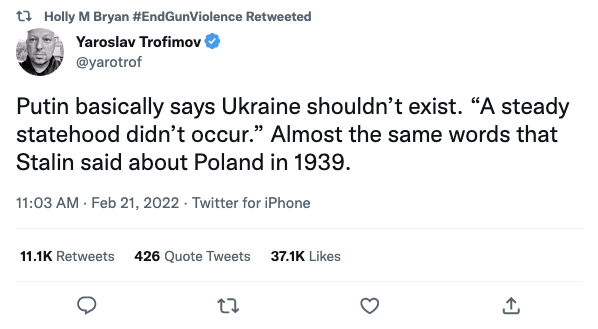 Holly M Bryan #EndGunViolence Retweeted
Yaroslav Trofimov
@yarotrof
Putin basically says Ukraine shouldn’t exist. “A steady
statehood didn’t occur.” Almost the same words that
Stalin said about Poland in 1939.
11:03 AM · Feb 21, 2022 · Twitter for iPhone
11.1K Retweets 426 Quote Tweets 37.1K Likes